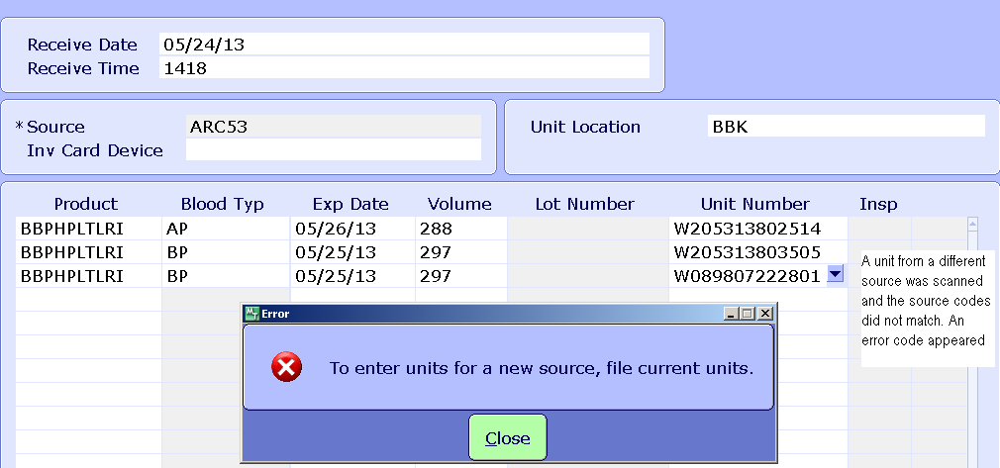 Receive Date 05/24/13
Receive Time 1418
*Source ARC53
Inv Card Device
Unit Location BBK
Product Blood Typ Exp Date Volume Lot Number Unit Number Insp
BBPHPLTLRI AP 05/26/13 288 W205313802514
BBPHPLTLRI BP 05/25/13 297 W205313803505
BBPHPLTLRI BP 05/25/13 297 W089807222801
A unit from a different
source was scanned
and the source codes
did not match. An
error code appeared
Error
To enter units for a new source, file current units.
Close